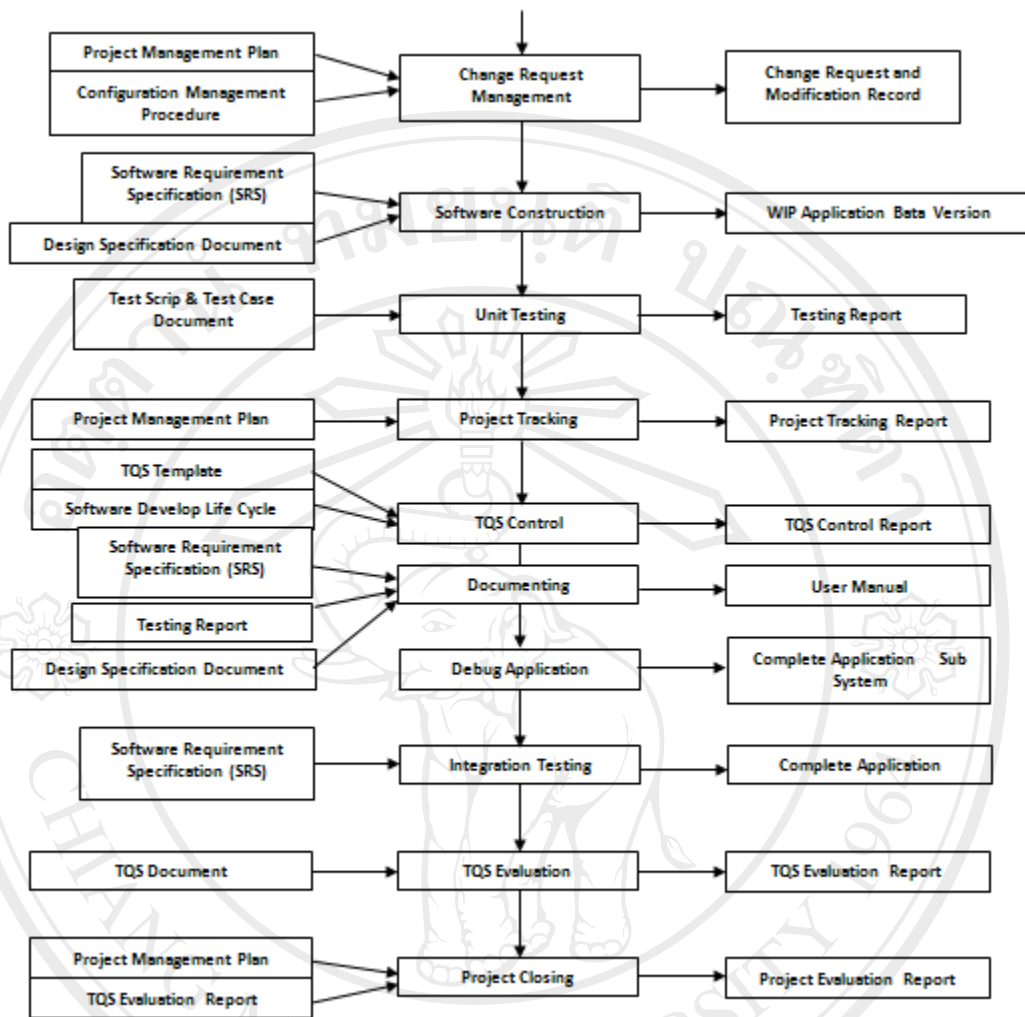 Project Management Plan
Configuration Management
Procedure
Change Request
Management
Change Request and
Modification Record
Software Requirement
Specification (SRS)
Design Specification Document
Software Construction
WIP Application Bata Version
Test Scrip & Test Case
Document
Unit Testing
Testing Report
Project Management Plan
Project Tracking
Project Tracking Report
TQS Template
Software Develop Life Cycle
TQS Control
TQS Control Report
Software Requirement
Specification (SRS)
Testing Report
Design Specification Document
Documenting
User Manual
Debug Application
Complete Application Sub
System
Software Requirement
Specification (SRS)
Integration Testing
Complete Application
TQS Document
TQS Evaluation
TQS Evaluation Report
Project Management Plan
TQS Evaluation Report
Project Closing
Project Evaluation Report
1964